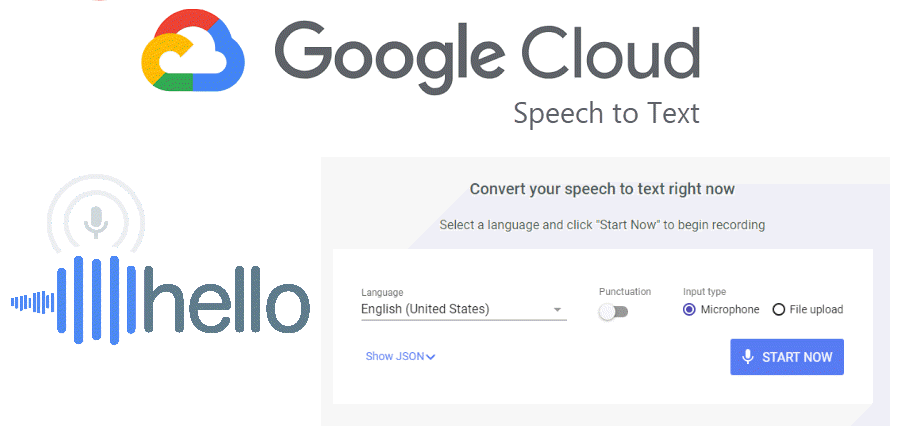 Google Cloud
Speech to Text
hello
Convert your speech to text right now
Select a language and click "Start Now" to begin recording
Language
English (United States)
Punctuation
Input type
Microphone
File upload
Show JSON
START NOW